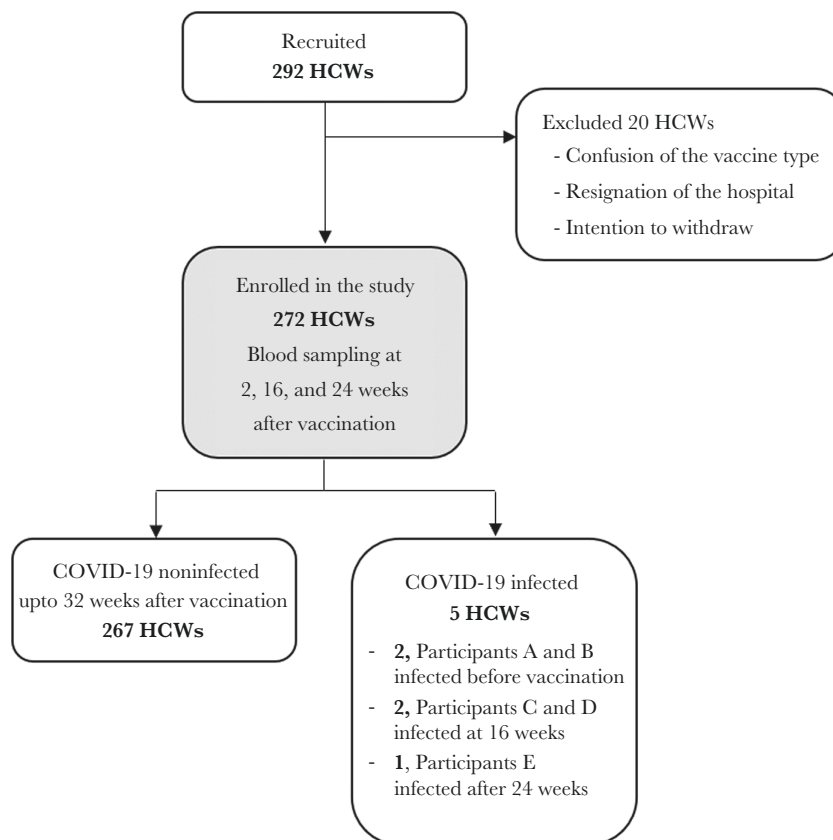 Recruited
292 HCWs
Excluded 20 HCWs
- Confusion of the vaccine type
- Resignation of the hospital
- Intention to withdraw
Enrolled in the study
272 HCWs
Blood sampling at
2, 16, and 24 weeks
after vaccination
COVID-19 noninfected
upto 32 weeks after vaccination
267 HCWs
COVID-19 infected
5 HCWs
- 2, Participants A and B
infected before vaccination
- 2, Participants C and D
infected at 16 weeks
- 1, Participants E
infected after 24 weeks